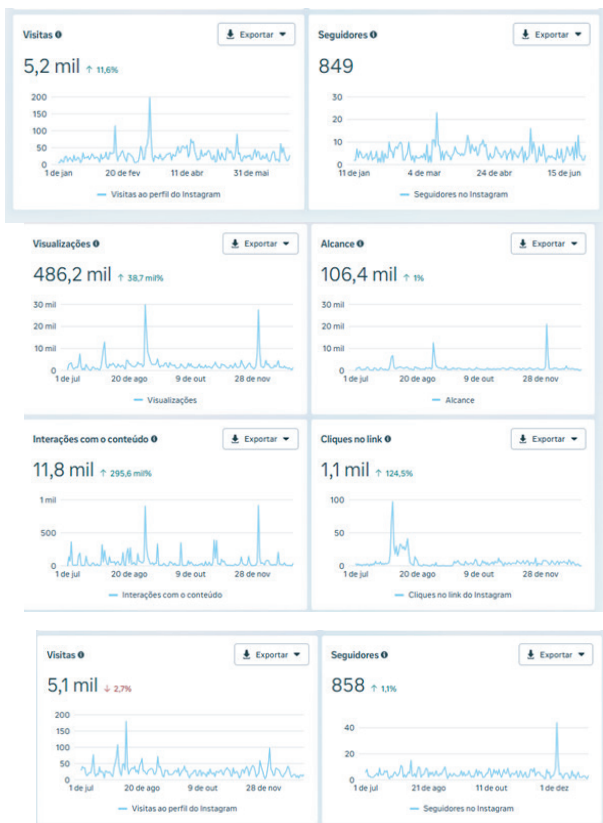 Visitas Exportar
5,2 mil ↑ 11,6%
200
150
100
50
0
1 de jan 20 de fev 11 de abr 31 de mai
Visitas ao perfil do Instagram
Seguidores Exportar
849
30
20
10
0
11 de jan 4 de mar 24 de abr 15 de jun
Seguidores no Instagram
Visualizações Exportar
486,2 mil ↑ 38,7 mil%
30 mil
20 mil
10 mil
0
1 de jul 20 de ago 9 de out 28 de nov
Visualizações
Alcance Exportar
106,4 mil ↑ 1%
30 mil
20 mil
10 mil
0
1 de jul 20 de ago 9 de out 28 de nov
Alcance
Interações com o conteúdo Exportar
11,8 mil ↑ 295,6 mil%
1 mil
500
0
1 de jul 20 de ago 9 de out 28 de nov
Interações com o conteúdo
Cliques no link Exportar
1,1 mil ↑ 124,5%
100
50
0
1 de jul 20 de ago 9 de out 28 de nov
Cliques no link do Instagram
Visitas Exportar
5,1 mil ↓ 2,7%
200
150
100
50
0
1 de jul 20 de ago 9 de out 28 de nov
Visitas ao perfil do Instagram
Seguidores Exportar
858 ↑ 1,1%
40
20
0
1 de jul 21 de ago 11 de out 1 de dez
Seguidores no Instagram